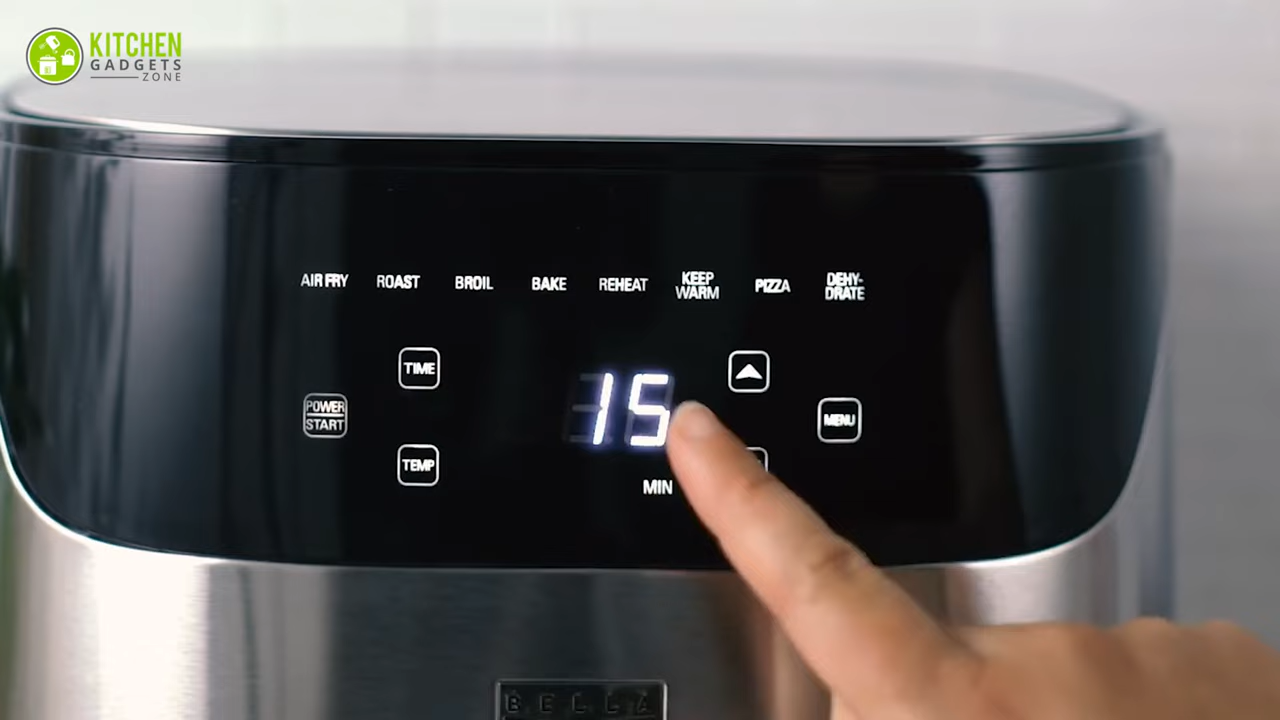 KITCHEN
GADGETS
ZONE
AIR FRY ROAST BROIL BAKE REHEAT KEEP WARM PIZZA DEHY-DRATE
TIME
POWER
START
15
MENU
TEMP
MIN
BELLA